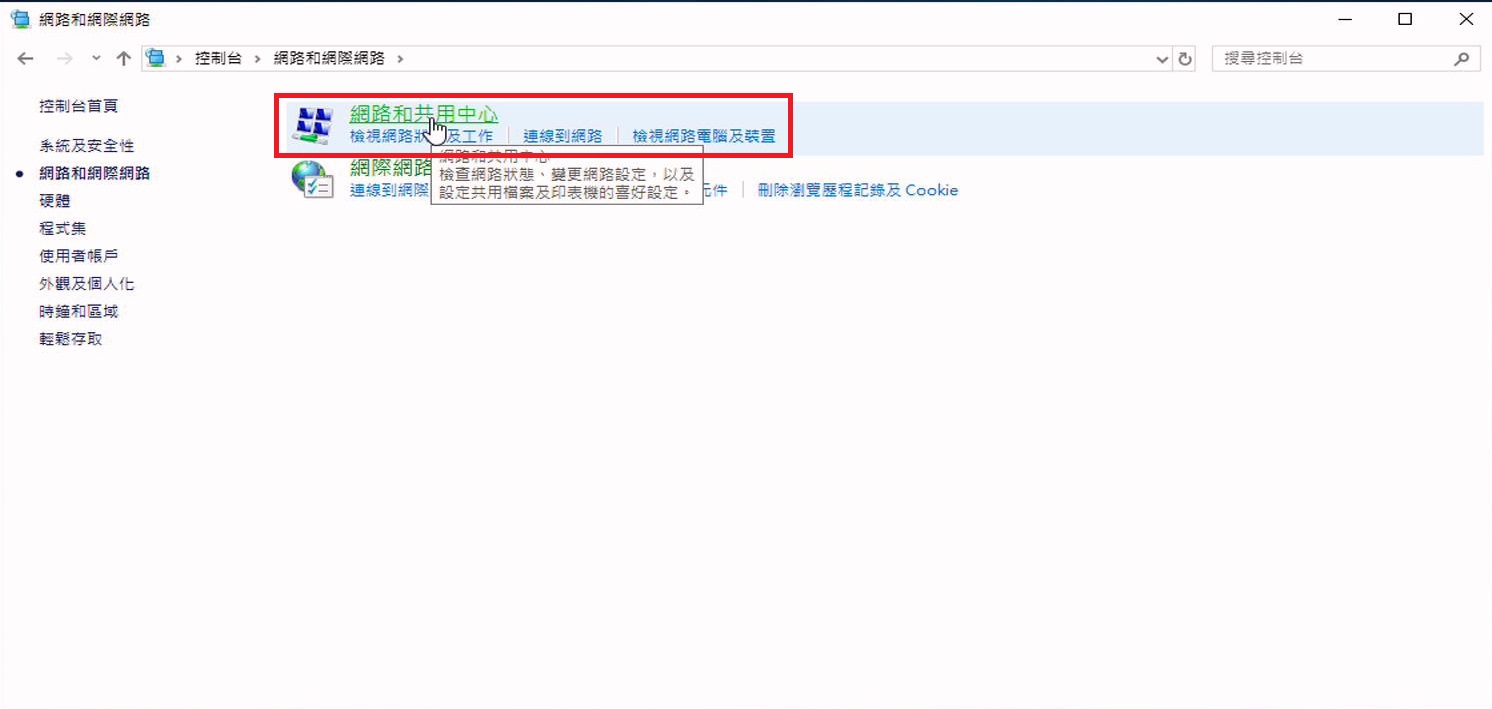 網路和網際網路
控制台 網路和網際網路
搜尋控制台
控制台首頁
系統及安全性
網路和網際網路
硬體
程式集
使用者帳戶
外觀及個人化
時鐘和區域
輕鬆存取
網路和共用中心
檢視網路狀 及工作 連線到網路 檢視網路電腦及裝置
網路和共用中心
檢查網路狀態、變更網路設定，以及
設定共用檔案及印表機的喜好設定。
網際網路
連線到網際 元件 刪除瀏覽歷程記錄及 Cookie